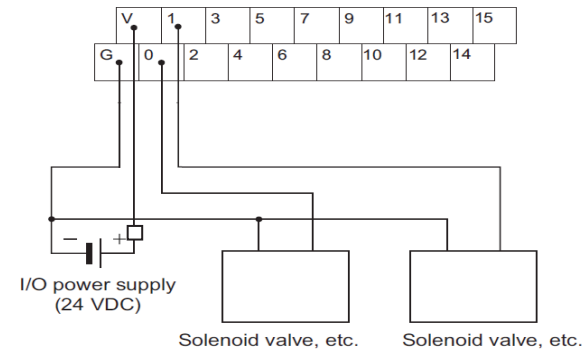 V 1 3 5 7 9 11 13 15
G 0 2 4 6 8 10 12 14
− +
I/O power supply
(24 VDC)
Solenoid valve, etc. Solenoid valve, etc.